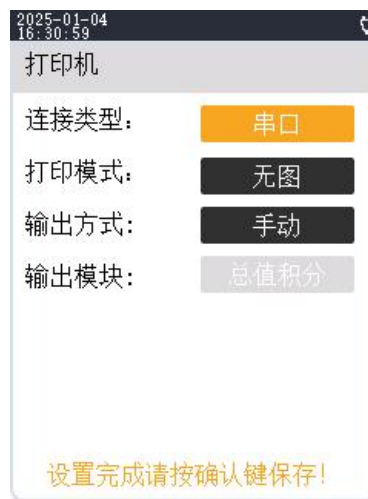 2025-01-04
16:30:59
打印机
连接类型: 串口
打印模式: 无图
输出方式: 手动
输出模块: 总值积分
设置完成请按确认键保存!